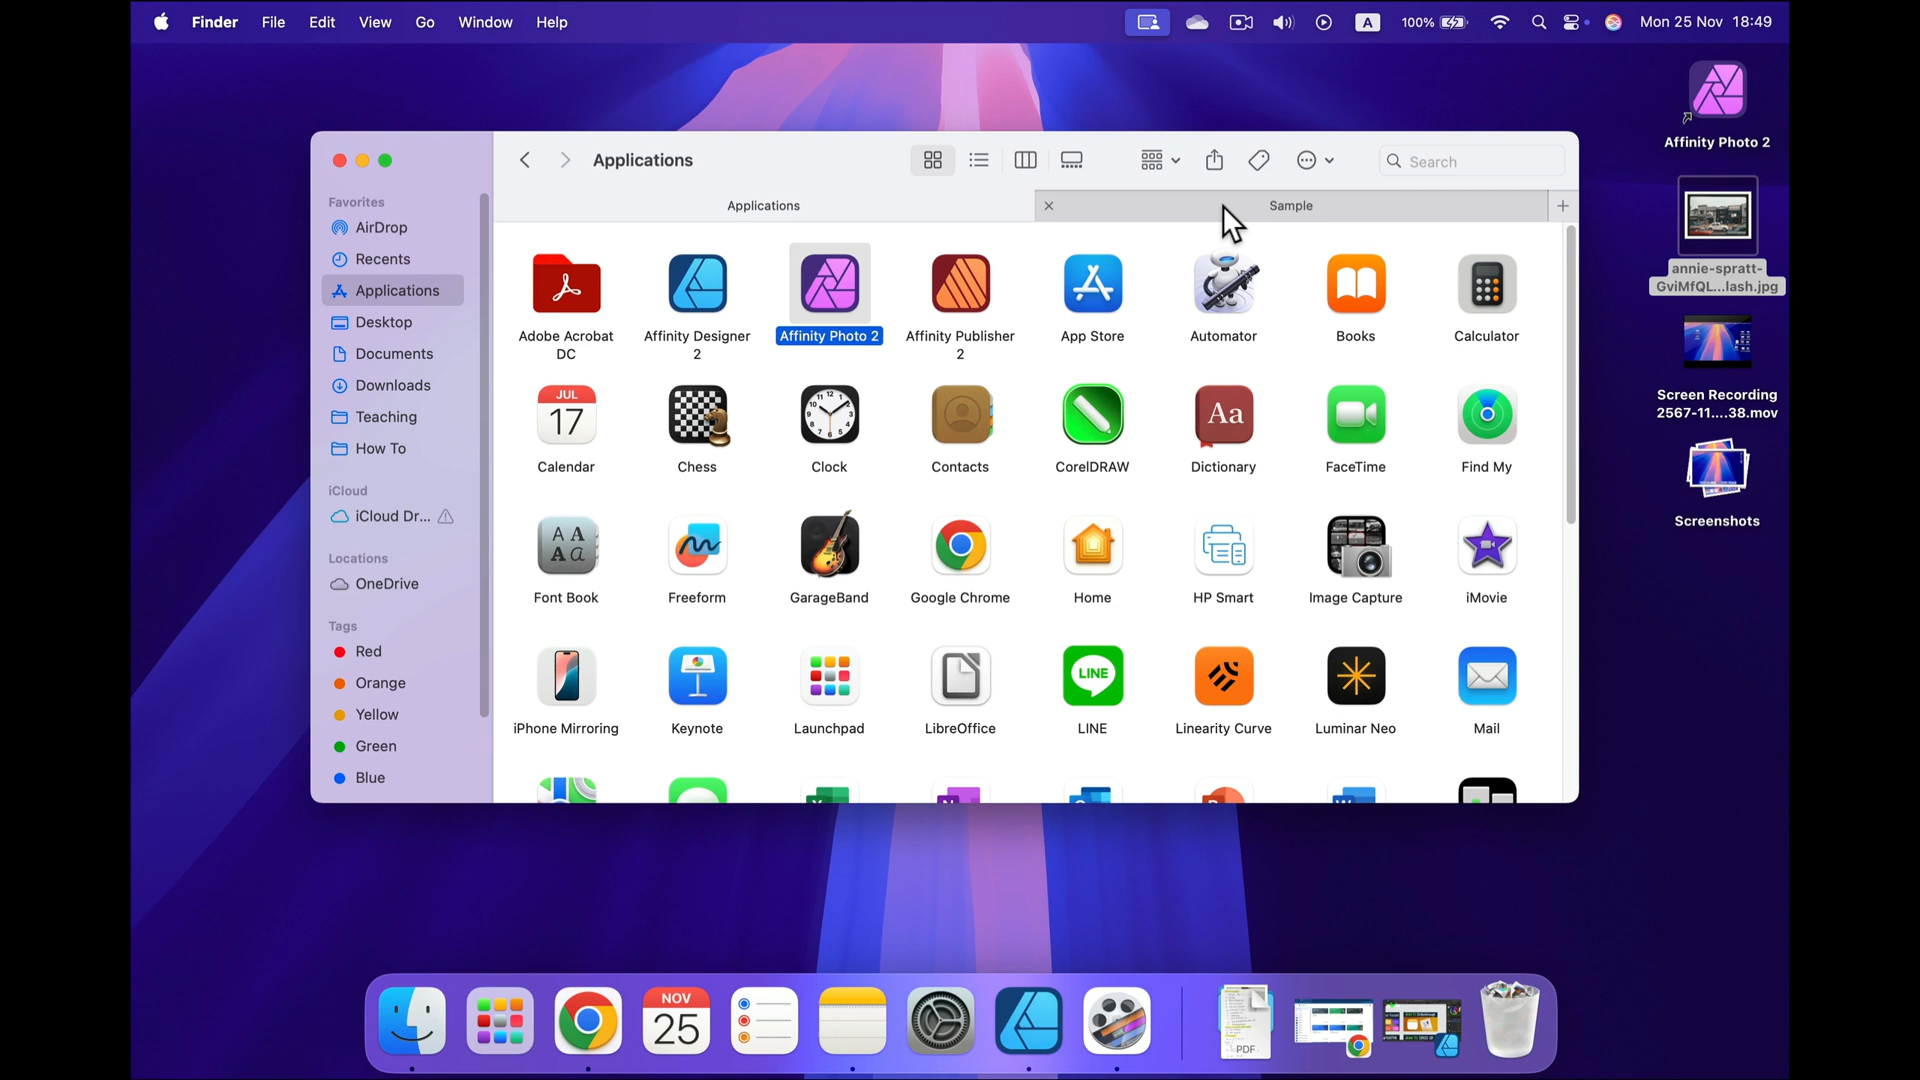 Finder File Edit View Go Window Help
A 100% Mon 25 Nov 18:49
Applications
Search
Applications
Sample
Favorites
AirDrop
Recents
Applications
Desktop
Documents
Downloads
Teaching
How To
iCloud
iCloud Dr...
Locations
OneDrive
Tags
Red
Orange
Yellow
Green
Blue
Adobe Acrobat
DC
Affinity Designer
2
Affinity Photo 2
Affinity Publisher
2
App Store
Automator
Books
Calculator
JUL
17
Calendar
Chess
Clock
Contacts
CorelDRAW
Aa
Dictionary
FaceTime
Find My
A A
A a
Font Book
Freeform
GarageBand
Google Chrome
Home
HP Smart
Image Capture
iMovie
iPhone Mirroring
Keynote
Launchpad
LibreOffice
LINE
LINE
Linearity Curve
Luminar Neo
Mail
Affinity Photo 2
annie-spratt-
GviMfQL...lash.jpg
Screen Recording
2567-11....38.mov
Screenshots
NOV
25
PDF